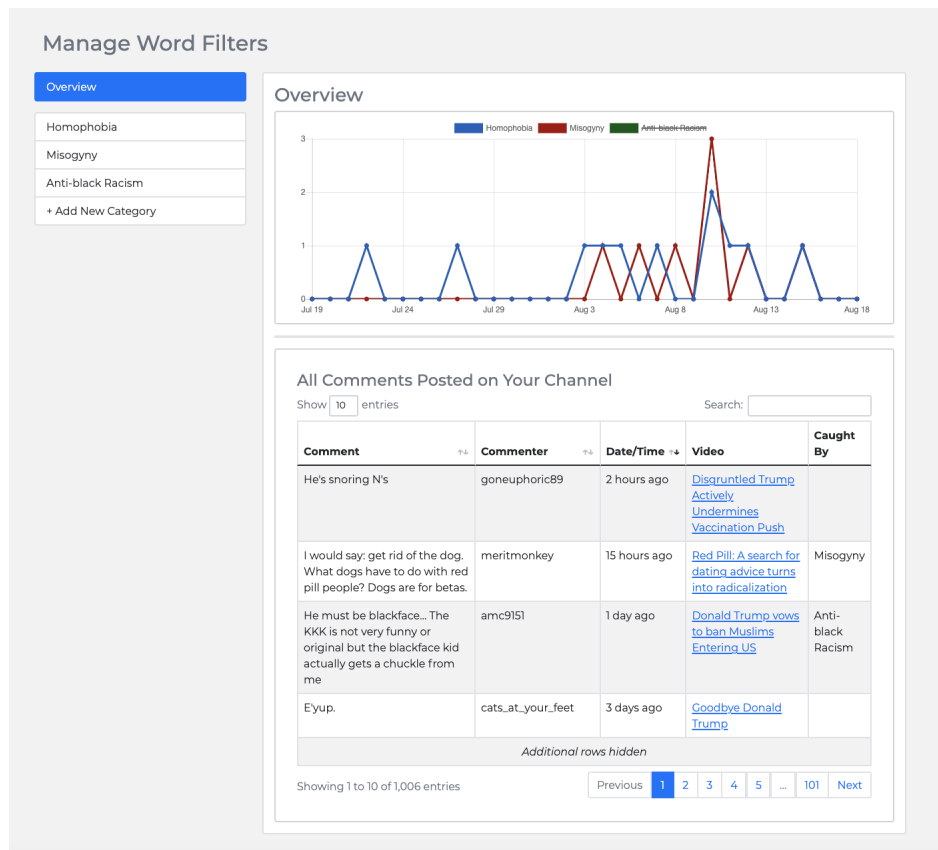 Manage Word Filters
Overview
Homophobia
Misogyny
Anti-black Racism
+ Add New Category
Overview
Homophobia Misogyny Anti-black Racism
3
2
1
0
Jul 19 Jul 24 Jul 29 Aug 3 Aug 8 Aug 13 Aug 18
All Comments Posted on Your Channel
Show 10 entries Search:
Comment Commenter Date/Time Video Caught By
He's snoring N's goneuphoric89 2 hours ago Disgruntled Trump
Actively
Undermines
Vaccination Push
I would say: get rid of the dog. meritmonkey 15 hours ago Red Pill: A search for Misogyny
What dogs have to do with red dating advice turns
pill people? Dogs are for betas. into radicalization
He must be blackface... The amc9151 1 day ago Donald Trump vows Anti-
KKK is not very funny or to ban Muslims black
original but the blackface kid Entering US Racism
actually gets a chuckle from
me
E'yup. cats_at_your_feet 3 days ago Goodbye Donald
Trump
Additional rows hidden
Showing 1 to 10 of 1,006 entries Previous 1 2 3 4 5 ... 101 Next